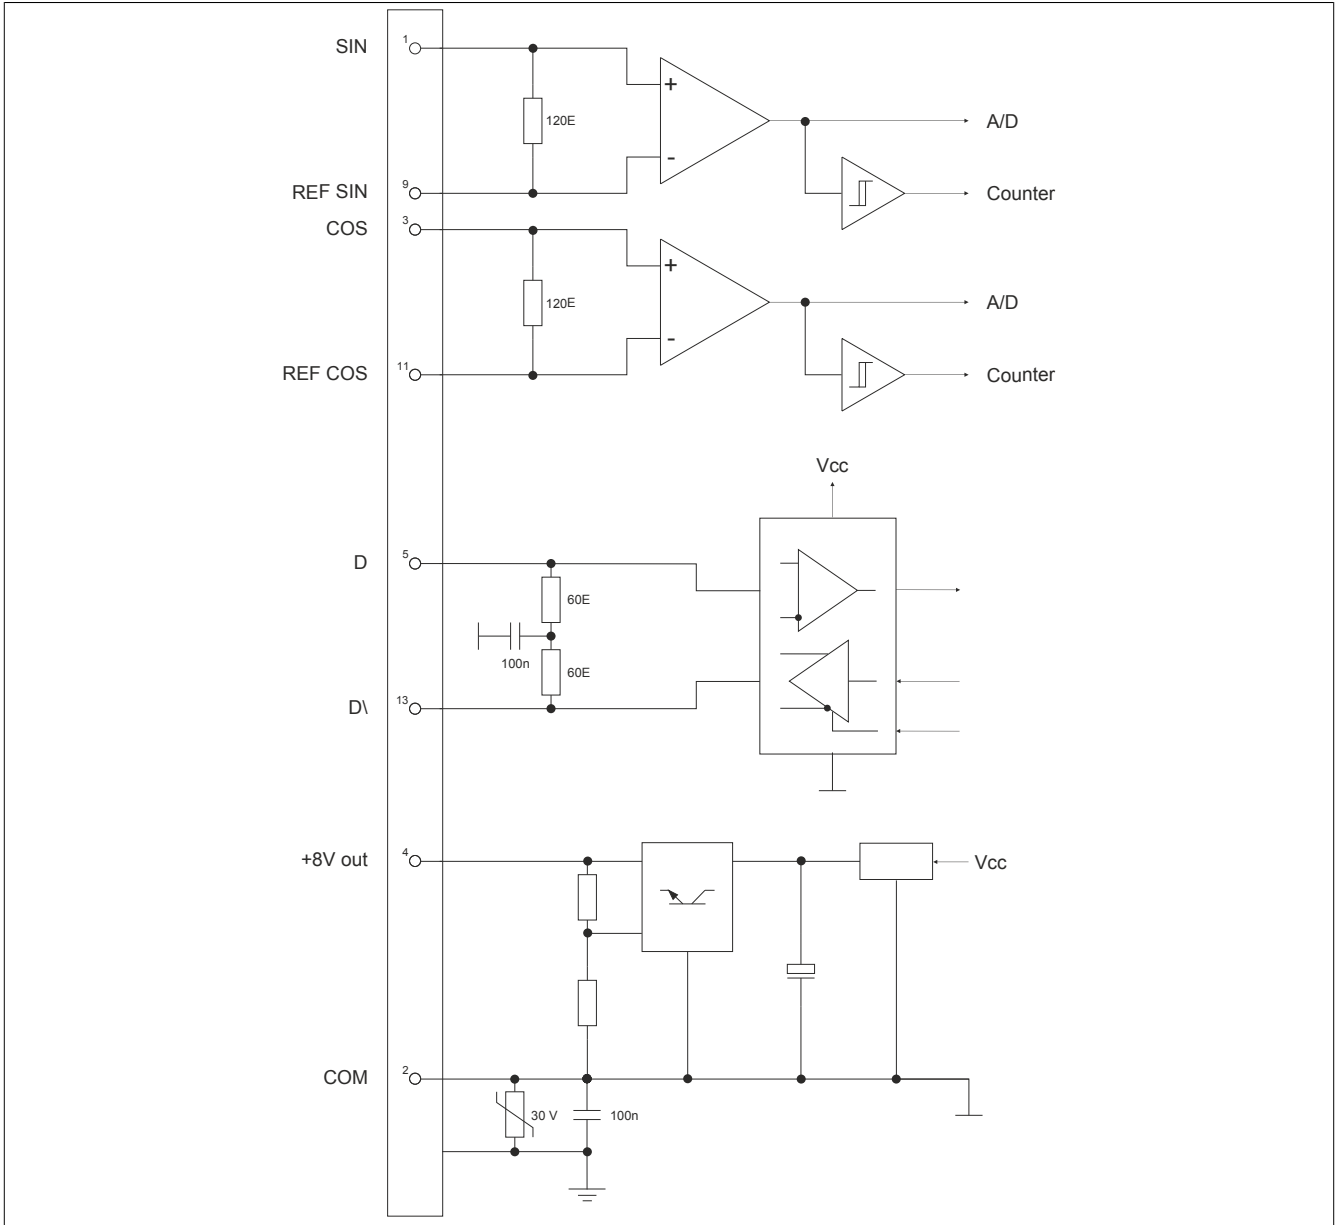 SIN 1
120E
+
-
A/D
REF SIN 9
Counter
COS 3
120E
+
-
A/D
REF COS 11
Counter
Vcc
D 5
60E
100n
60E
D\ 13
+8V out 4
Vcc
COM 2
30 V
100n